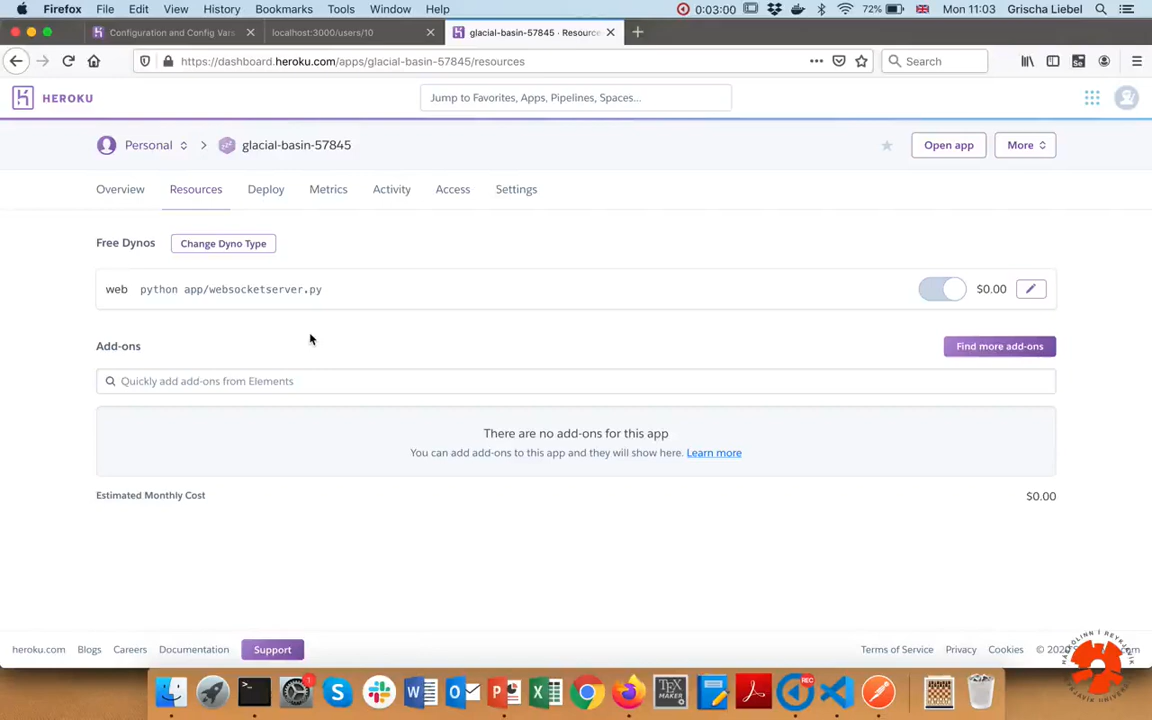 Firefox File Edit View History Bookmarks Tools Window Help 0:03:00 72% Mon 11:03 Grischa Liebel
Configuration and Config Vars localhost:3000/users/10 glacial-basin-57845 · Resource
https://dashboard.heroku.com/apps/glacial-basin-57845/resources Search
HEROKU Jump to Favorites, Apps, Pipelines, Spaces...
Personal glacial-basin-57845 Open app More
Overview Resources Deploy Metrics Activity Access Settings
Free Dynos Change Dyno Type
web python app/websocketserver.py $0.00
Add-ons Find more add-ons
Quickly add add-ons from Elements
There are no add-ons for this app
You can add add-ons to this app and they will show here. Learn more
Estimated Monthly Cost $0.00
heroku.com Blogs Careers Documentation Support Terms of Service Privacy Cookies
REC